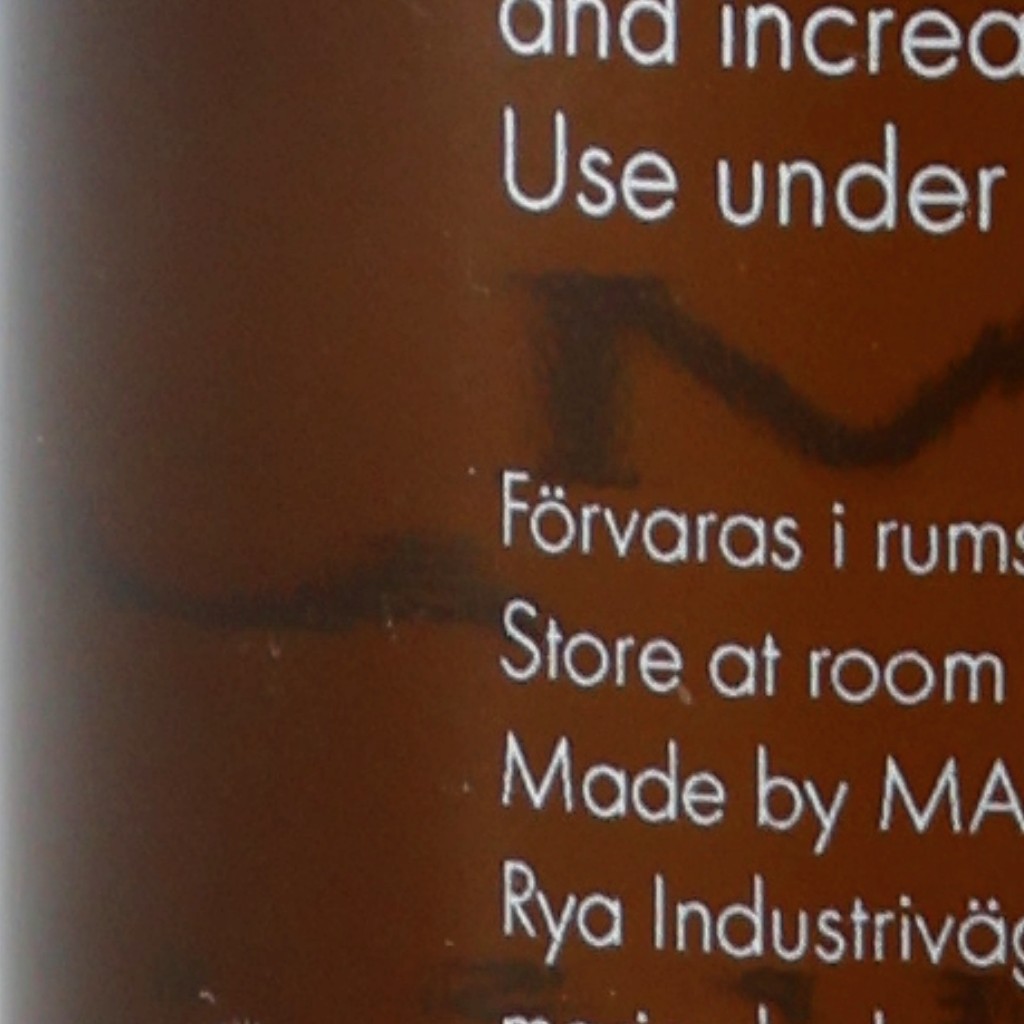 and increa
Use under
Förvaras i rums
Store at room
Made by MA
Rya Industriväg